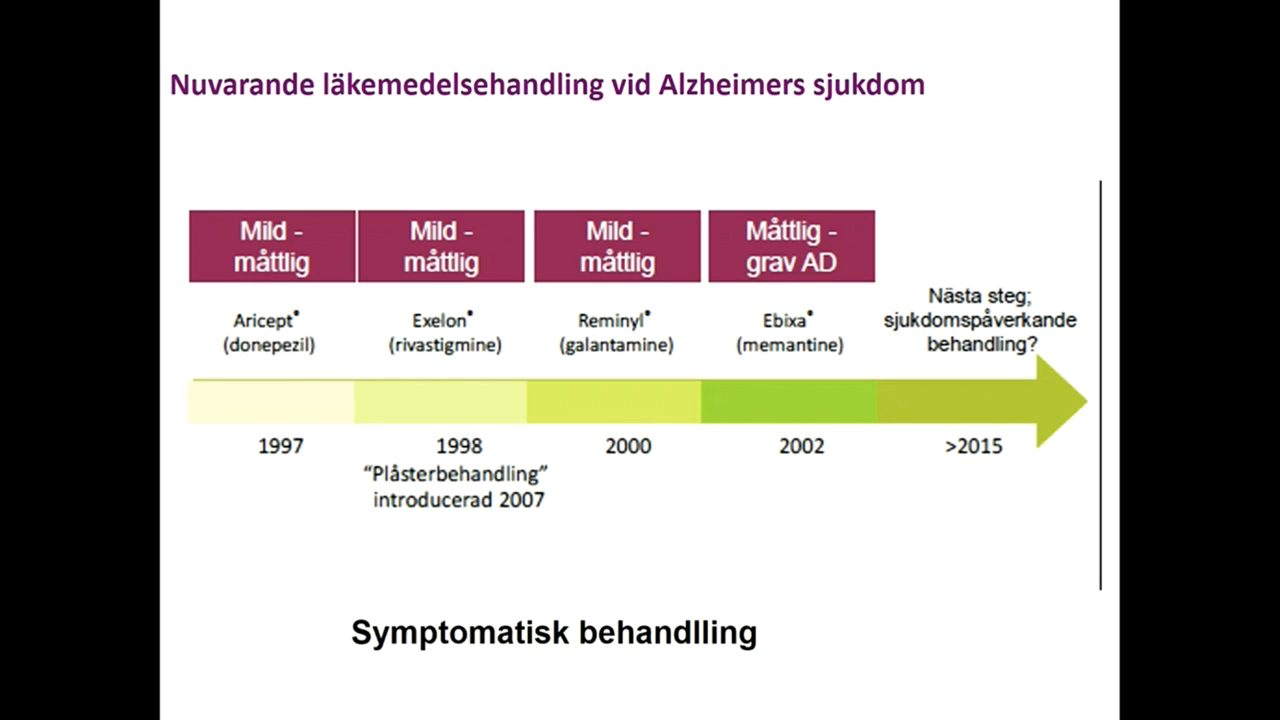 Nuvarande läkemedelsehandling vid Alzheimers sjukdom
Mild -
måttlig
Mild -
måttlig
Mild -
måttlig
Måttlig -
grav AD
Aricept®
(donepezil)
Exelon®
(rivastigmine)
Reminyl®
(galantamine)
Ebixa®
(memantine)
Nästa steg;
sjukdomspåverkande
behandling?
1997
1998
"Plåsterbehandling"
introducerad 2007
2000
2002
>2015
Symptomatisk behandlling